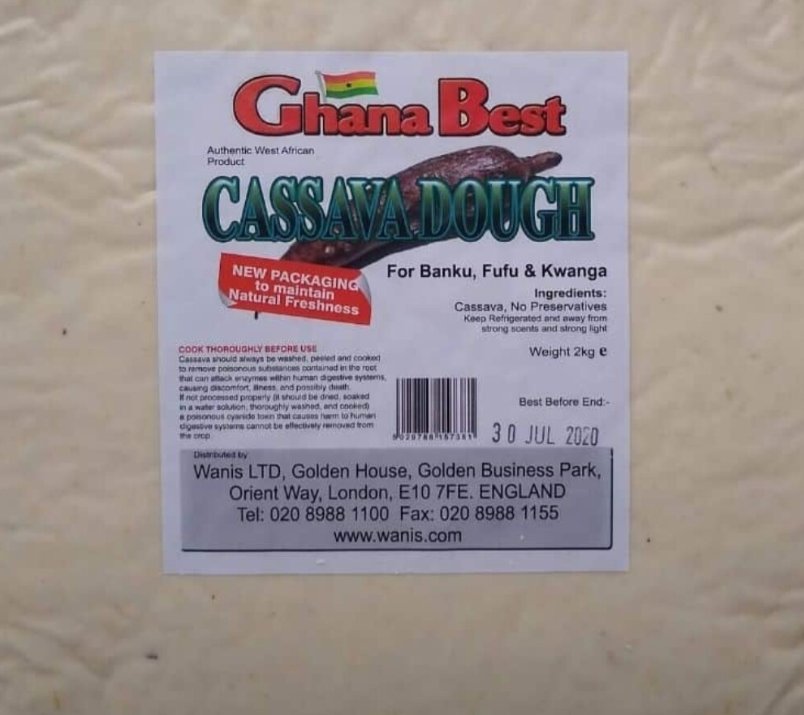 Ghana Best
Authentic West African
Product
CASSAVA DOUGH
NEW PACKAGING
to maintain
Natural Freshness
For Banku, Fufu & Kwanga
Ingredients:
Cassava, No Preservatives
Keep Refrigerated and away from
strong scents and strong light
Weight 2kg e
COOK THOROUGHLY BEFORE USE
Cassava should always be washed, peeled and cooked
to remove poisonous substances contained in the root
that can attack enzymes within human digestive systems,
causing discomfort, illness, and possibly death.
If not processed properly (it should be dried, soaked
in a water solution, thoroughly washed, and cooked)
a poisonous cyanide toxin that causes harm to human
digestive systems cannot be effectively removed from
the crop.
Best Before End:-
30 JUL 2020
Distributed by
Wanis LTD, Golden House, Golden Business Park,
Orient Way, London, E10 7FE. ENGLAND
Tel: 020 8988 1100 Fax: 020 8988 1155
www.wanis.com